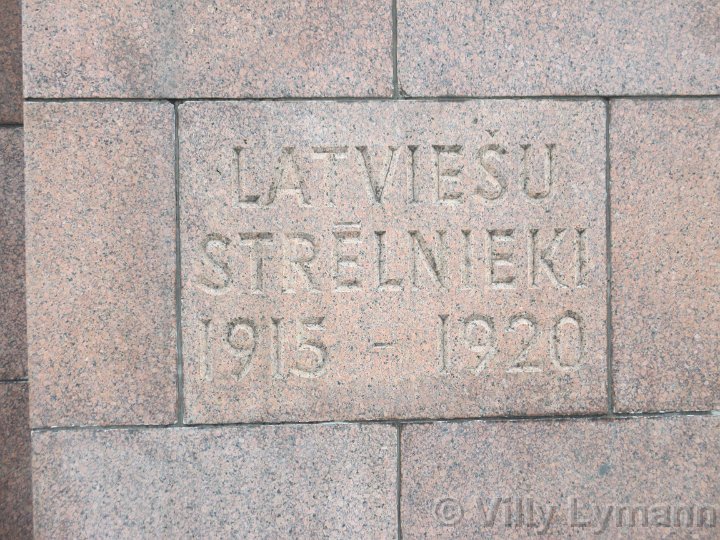 LATVIEŠU
STRĒLNIEKI
1915 - 1920
© Villy Lymann